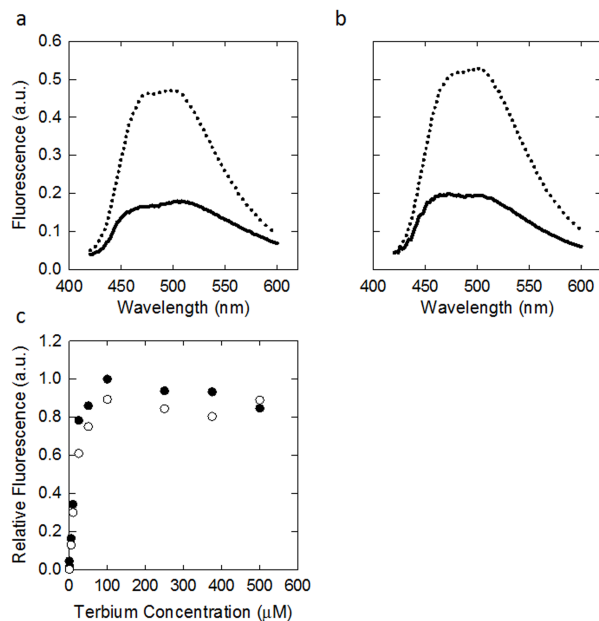 a
b
0.6
0.5
0.4
0.3
0.2
0.1
0.0
Fluorescence (a.u.)
400 450 500 550 600
Wavelength (nm)
400 450 500 550 600
Wavelength (nm)
c
1.2
1.0
0.8
0.6
0.4
0.2
0.0
Relative Fluorescence (a.u.)
0 100 200 300 400 500 600
Terbium Concentration (μM)